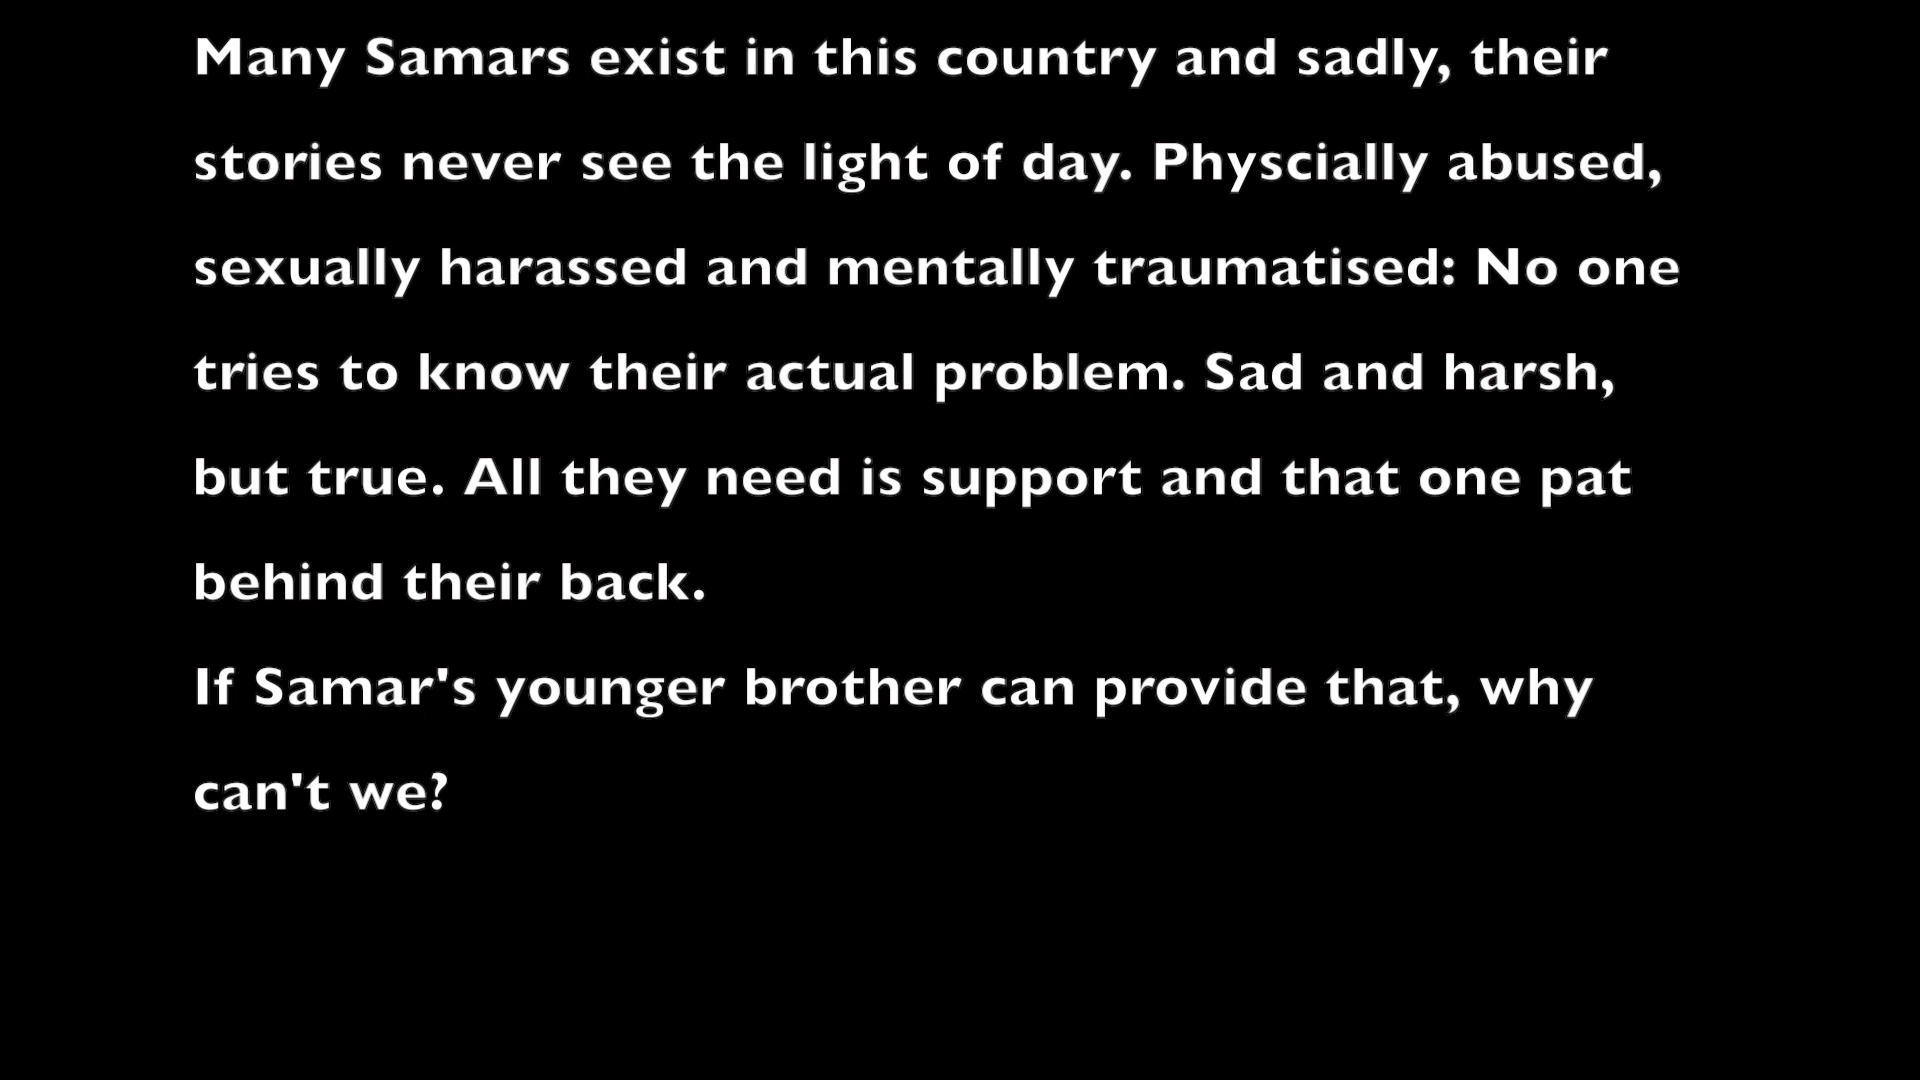 Many Samars exist in this country and sadly, their
stories never see the light of day. Physcially abused,
sexually harassed and mentally traumatised: No one
tries to know their actual problem. Sad and harsh,
but true. All they need is support and that one pat
behind their back.
If Samar's younger brother can provide that, why
can't we?